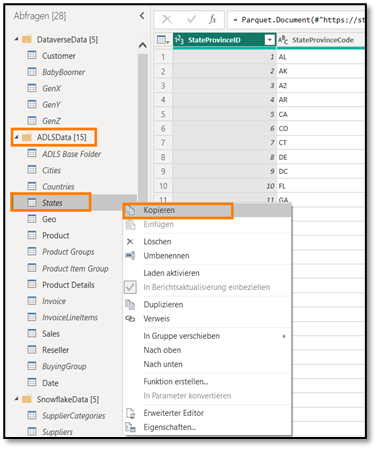 Abfragen [28]
DataverseData [5]
Customer
BabyBoomer
GenX
GenY
GenZ
ADLSData [15]
ADLS Base Folder
Cities
Countries
States
Geo
Product
Product Groups
Product Item Group
Product Details
Invoice
InvoiceLineItems
Sales
Reseller
BuyingGroup
Date
SnowflakeData [5]
SupplierCategories
Suppliers
fx = Parquet.Document(#"https://st
123 StateProvinceID ABC StateProvinceCode
1 1 AL
2 2 AK
3 3 AZ
4 4 AR
5 5 CA
6 6 CO
7 7 CT
8 8 DE
9 9 DC
10 10 FL
11 11 GA
Kopieren
Einfügen
Löschen
Umbenennen
Laden aktivieren
In Berichtsaktualisierung einbeziehen
Duplizieren
Verweis
In Gruppe verschieben
Nach oben
Nach unten
Funktion erstellen...
In Parameter konvertieren
Erweiterter Editor
Eigenschaften...